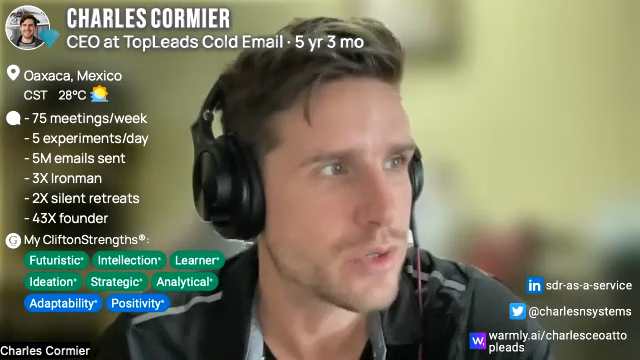 CHARLES CORMIER
CEO at TopLeads Cold Email · 5 yr 3 mo
Oaxaca, Mexico
CST 28°C
- 75 meetings/week
- 5 experiments/day
- 5M emails sent
- 3X Ironman
- 2X silent retreats
- 43X founder
G My CliftonStrengths®:
Futuristic® Intellection® Learner®
Ideation® Strategic® Analytical®
Adaptability® Positivity®
in sdr-as-a-service
@charlesnsystems
w. warmly.ai/charlesceoatto
pleads
Charles Cormier